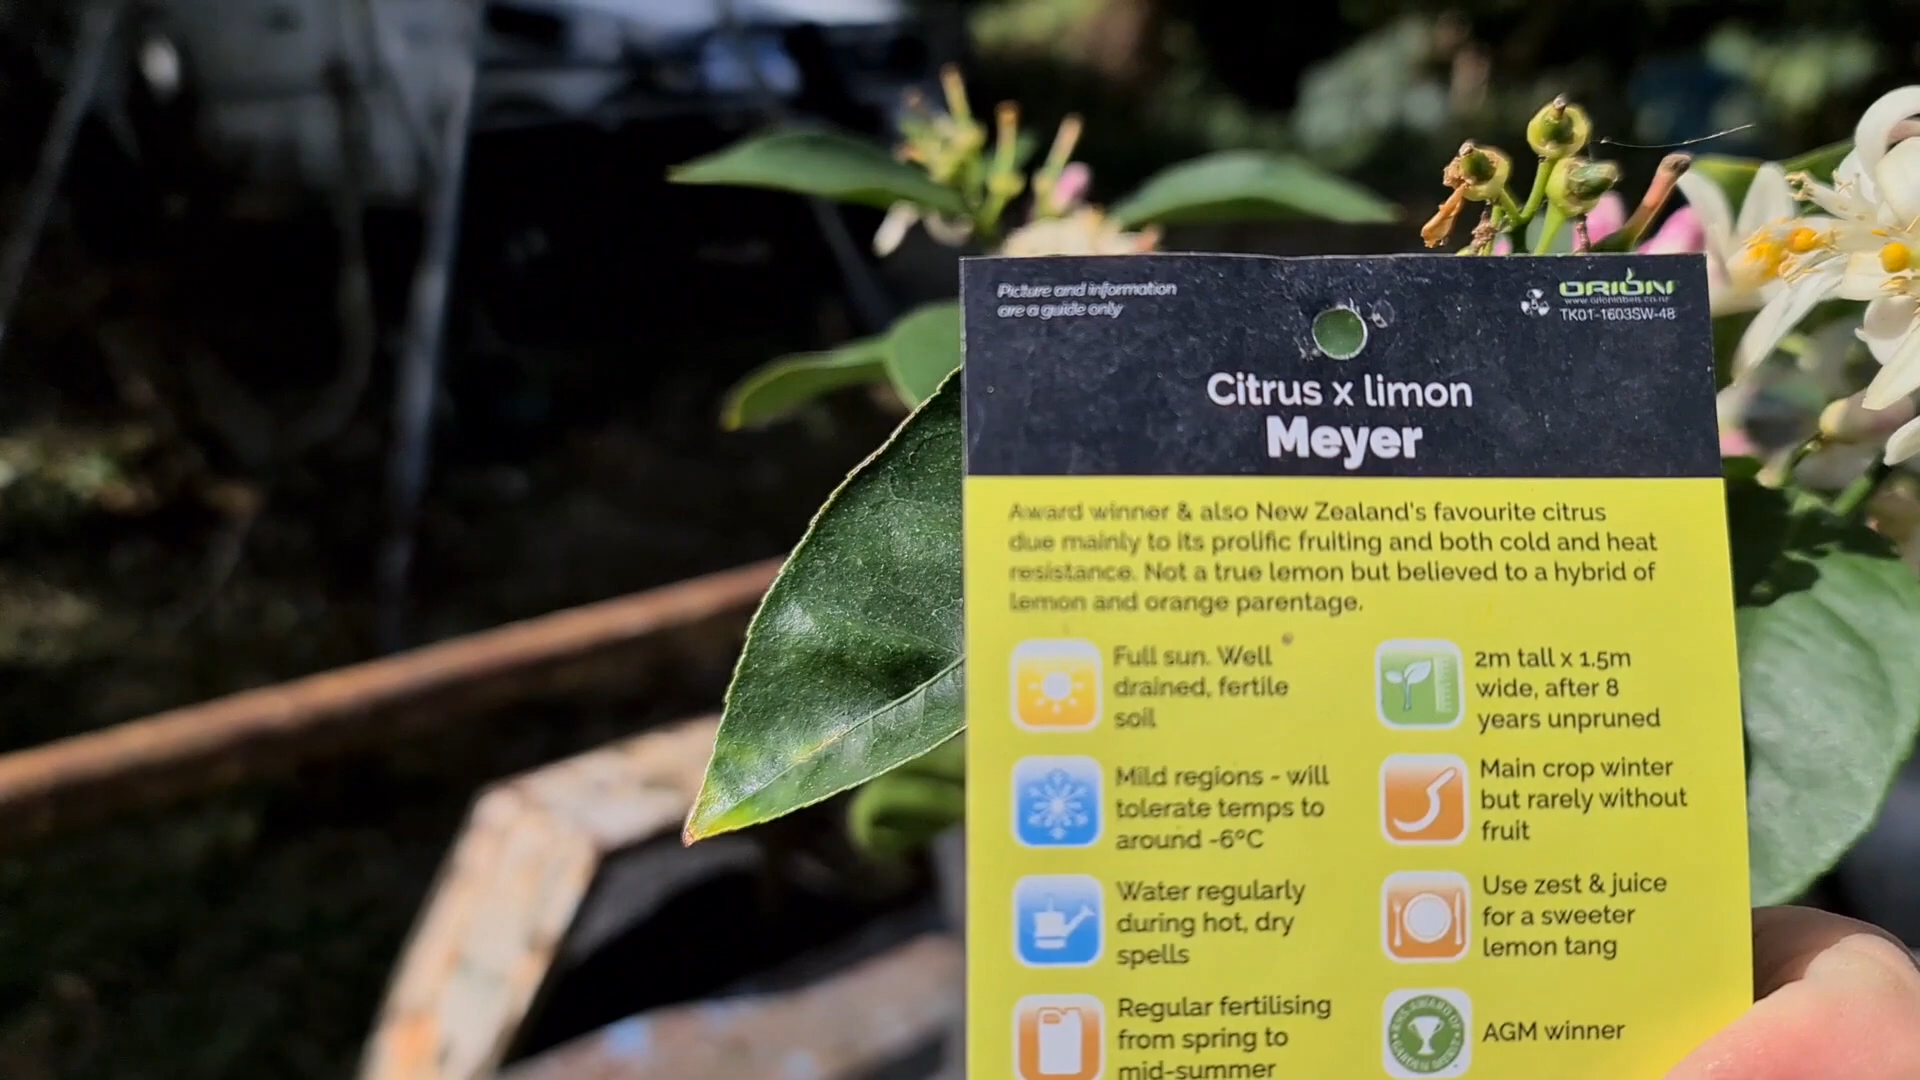 Picture and information
are a guide only
ORION
www.orionlabels.co.nz
TK01-1603SW-48
Citrus x limon
Meyer
Award winner & also New Zealand's favourite citrus
due mainly to its prolific fruiting and both cold and heat
resistance. Not a true lemon but believed to a hybrid of
lemon and orange parentage.
Full sun. Well
drained, fertile
soil
2m tall x 1.5m
wide, after 8
years unpruned
Mild regions - will
tolerate temps to
around -6°C
Main crop winter
but rarely without
fruit
Water regularly
during hot, dry
spells
Use zest & juice
for a sweeter
lemon tang
Regular fertilising
from spring to
mid-summer
AGM winner